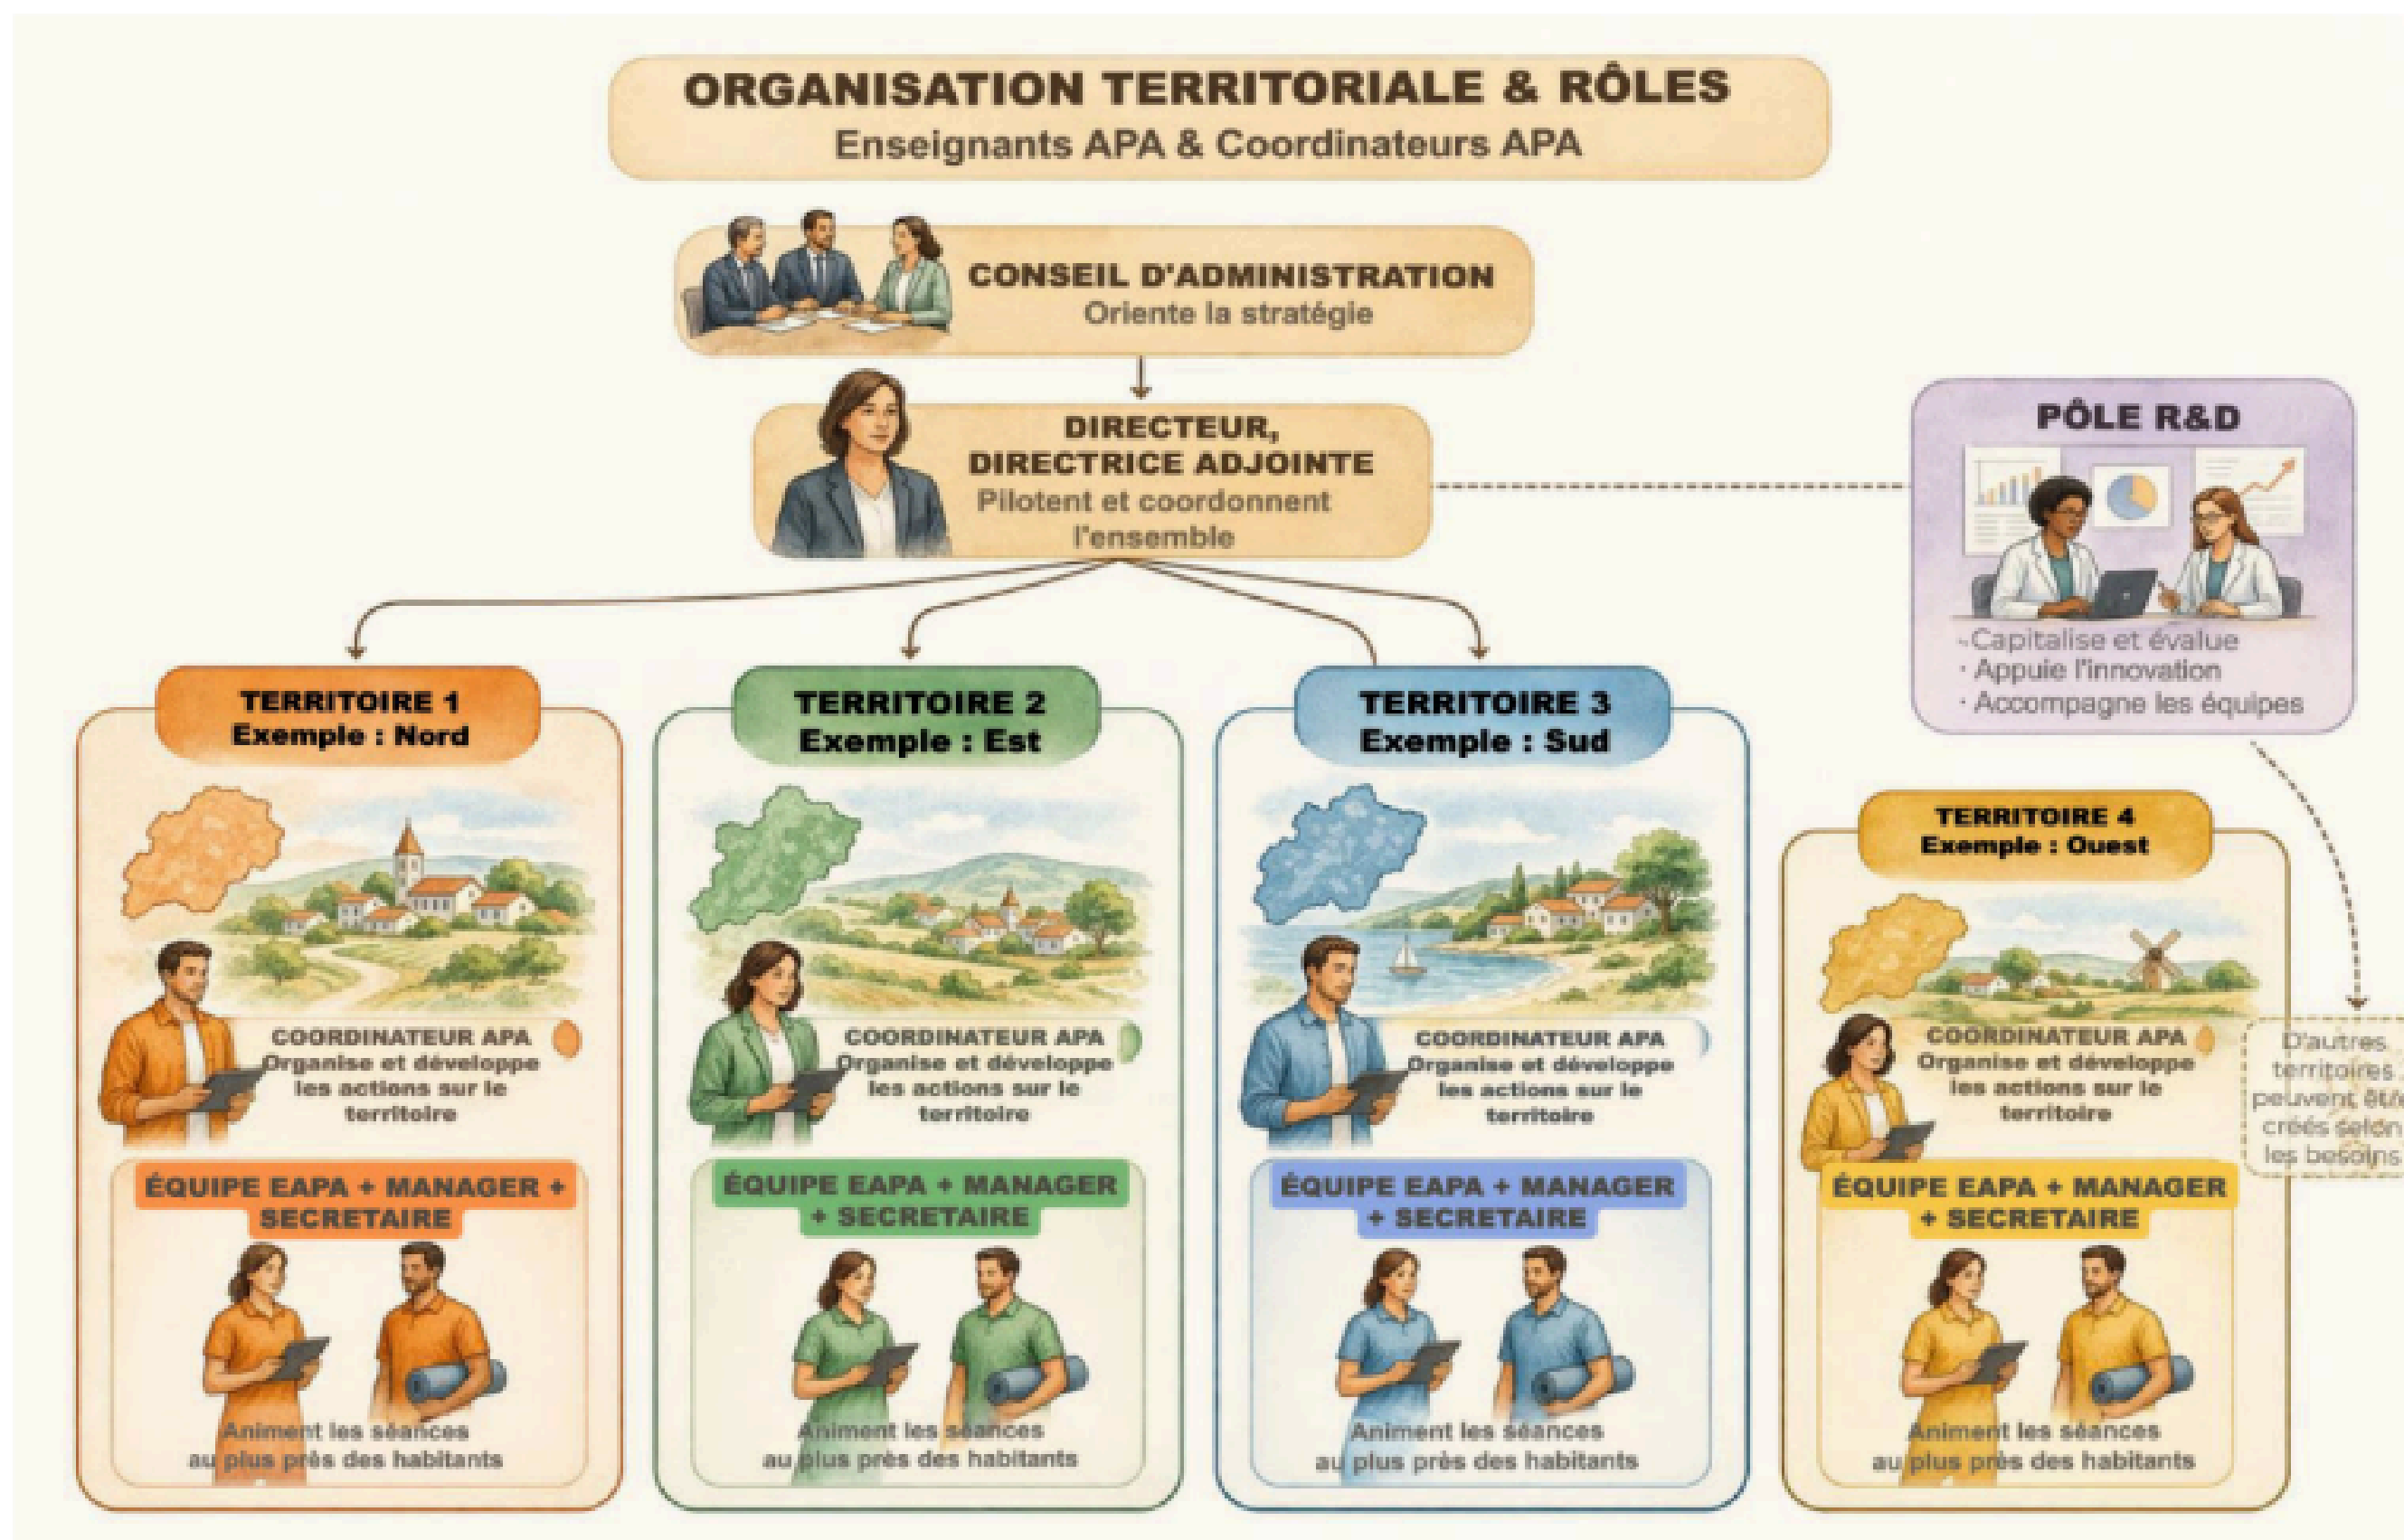 ORGANISATION TERRITORIALE & RÔLES
Enseignants APA & Coordinateurs APA
CONSEIL D'ADMINISTRATION
Oriente la stratégie
DIRECTEUR,
DIRECTRICE ADJOINTE
Pilotent et coordonnent
l'ensemble
PÔLE R&D
- Capitalise et évalue
· Appuie l'innovation
· Accompagne les équipes
TERRITOIRE 1
Exemple : Nord
COORDINATEUR APA
Organise et développe
les actions sur le
territoire
ÉQUIPE EAPA + MANAGER +
SECRETAIRE
Animent les séances
au plus près des habitants
TERRITOIRE 2
Exemple : Est
COORDINATEUR APA
Organise et développe
les actions sur le
territoire
ÉQUIPE EAPA + MANAGER
+ SECRETAIRE
Animent les séances
au plus près des habitants
TERRITOIRE 3
Exemple : Sud
COORDINATEUR APA
Organise et développe
les actions sur le
territoire
ÉQUIPE EAPA + MANAGER
+ SECRETAIRE
Animent les séances
au plus près des habitants
TERRITOIRE 4
Exemple : Ouest
COORDINATEUR APA
Organise et développe
les actions sur le
territoire
ÉQUIPE EAPA + MANAGER
+ SECRETAIRE
Animent les séances
au plus près des habitants
D'autres
territoires
peuvent être
créés selon
les besoins